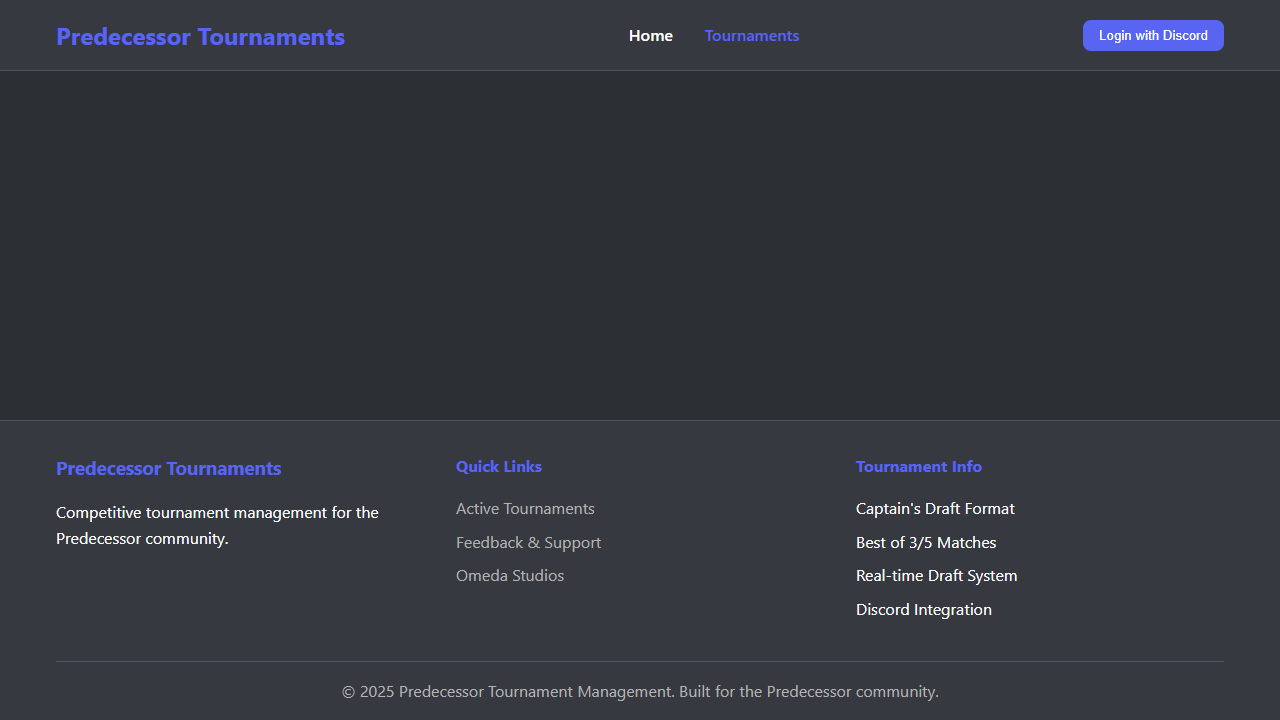 Predecessor Tournaments
Home
Tournaments
Login with Discord
Predecessor Tournaments
Competitive tournament management for the
Predecessor community.
Quick Links
Active Tournaments
Feedback & Support
Omeda Studios
Tournament Info
Captain's Draft Format
Best of 3/5 Matches
Real-time Draft System
Discord Integration
© 2025 Predecessor Tournament Management. Built for the Predecessor community.